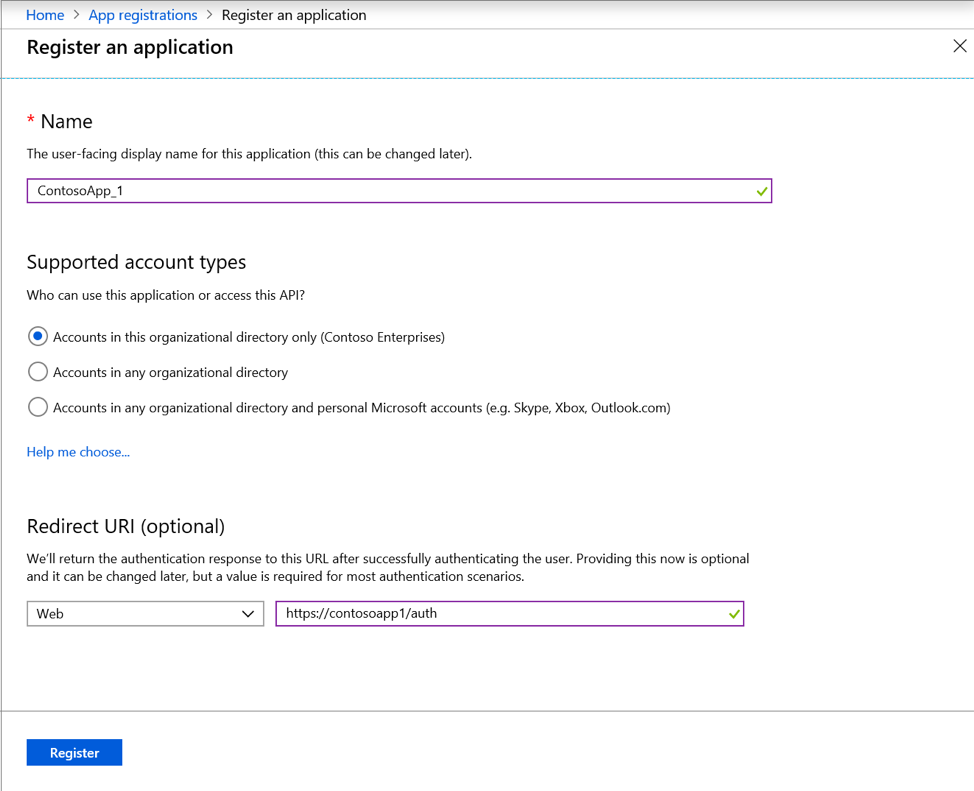 Home > App registrations > Register an application
Register an application
* Name
The user-facing display name for this application (this can be changed later).
ContosoApp_1
Supported account types
Who can use this application or access this API?
Accounts in this organizational directory only (Contoso Enterprises)
Accounts in any organizational directory
Accounts in any organizational directory and personal Microsoft accounts (e.g. Skype, Xbox, Outlook.com)
Help me choose...
Redirect URI (optional)
We'll return the authentication response to this URL after successfully authenticating the user. Providing this now is optional
and it can be changed later, but a value is required for most authentication scenarios.
Web https://contosoapp1/auth
Register